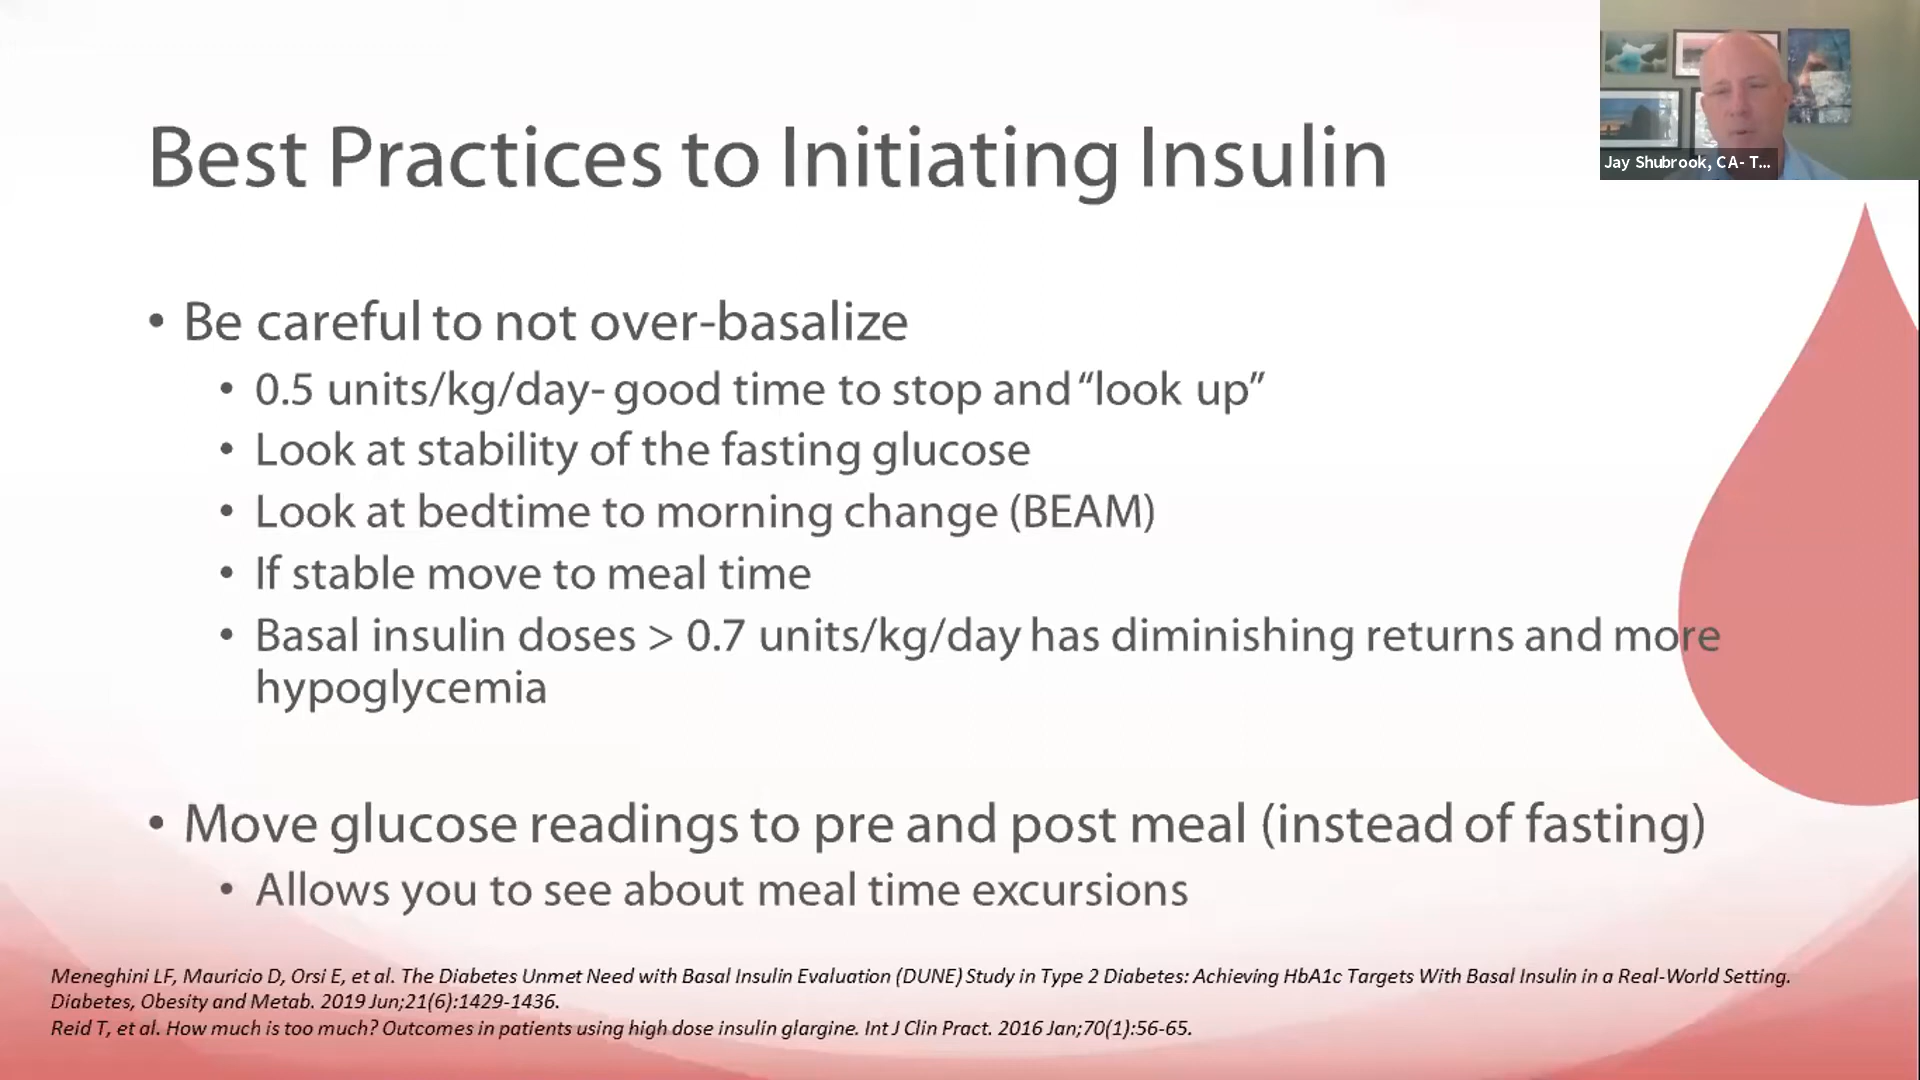 Jay Shubrook, CA- T...
Best Practices to Initiating Insulin
• Be careful to not over-basalize
• 0.5 units/kg/day- good time to stop and “look up”
• Look at stability of the fasting glucose
• Look at bedtime to morning change (BEAM)
• If stable move to meal time
• Basal insulin doses > 0.7 units/kg/day has diminishing returns and more
hypoglycemia
• Move glucose readings to pre and post meal (instead of fasting)
• Allows you to see about meal time excursions
Meneghini LF, Mauricio D, Orsi E, et al. The Diabetes Unmet Need with Basal Insulin Evaluation (DUNE) Study in Type 2 Diabetes: Achieving HbA1c Targets With Basal Insulin in a Real-World Setting.
Diabetes, Obesity and Metab. 2019 Jun;21(6):1429-1436.
Reid T, et al. How much is too much? Outcomes in patients using high dose insulin glargine. Int J Clin Pract. 2016 Jan;70(1):56-65.